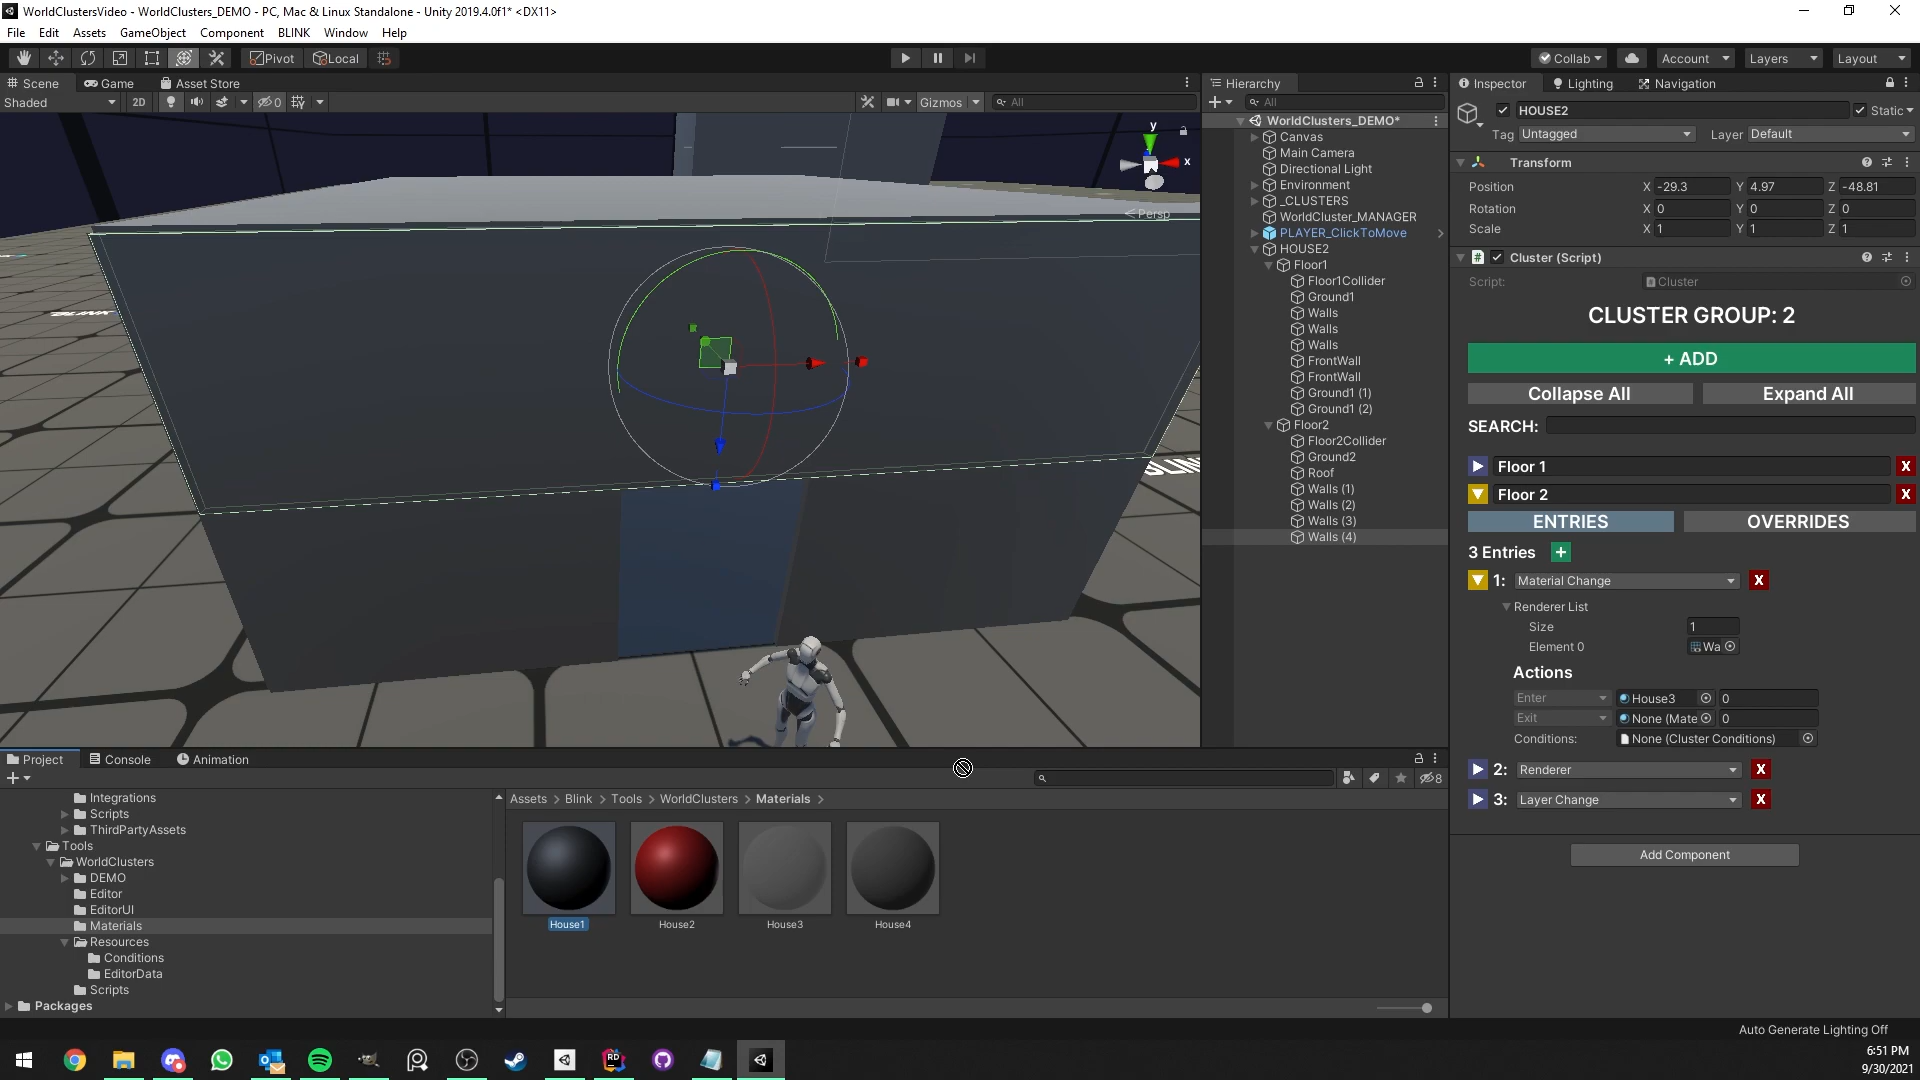 WorldClustersVideo - WorldClusters_DEMO - PC, Mac & Linux Standalone - Unity 2019.4.0f1* <DX11>
File Edit Assets GameObject Component BLINK Window Help
Pivot Local Collab Account Layers Layout
Scene Game Asset Store
Shaded 2D 0 Gizmos All
y
x
Persp
Hierarchy
All
WorldClusters_DEMO*
Canvas
Main Camera
Directional Light
Environment
_CLUSTERS
WorldCluster_MANAGER
PLAYER_ClickToMove
HOUSE2
Floor1
Floor1Collider
Ground1
Walls
Walls
Walls
FrontWall
FrontWall
Ground1 (1)
Ground1 (2)
Floor2
Floor2Collider
Ground2
Roof
Walls (1)
Walls (2)
Walls (3)
Walls (4)
Inspector Lighting Navigation
HOUSE2 Static
Tag Untagged Layer Default
Transform
Position X -29.3 Y 4.97 Z -48.81
Rotation X 0 Y 0 Z 0
Scale X 1 Y 1 Z 1
# Cluster (Script)
Script: Cluster
CLUSTER GROUP: 2
+ ADD
Collapse All Expand All
SEARCH:
Floor 1 X
Floor 2 X
ENTRIES OVERRIDES
3 Entries +
1: Material Change X
Renderer List
Size 1
Element 0 Wa
Actions
Enter House3 0
Exit None (Mate 0
Conditions: None (Cluster Conditions)
2: Renderer X
3: Layer Change X
Add Component
Project Console Animation
8
Integrations
Scripts
ThirdPartyAssets
Tools
WorldClusters
DEMO
Editor
EditorUI
Materials
Resources
Conditions
EditorData
Scripts
Packages
Assets > Blink > Tools > WorldClusters > Materials >
House1 House2 House3 House4
Auto Generate Lighting Off
6:51 PM
9/30/2021